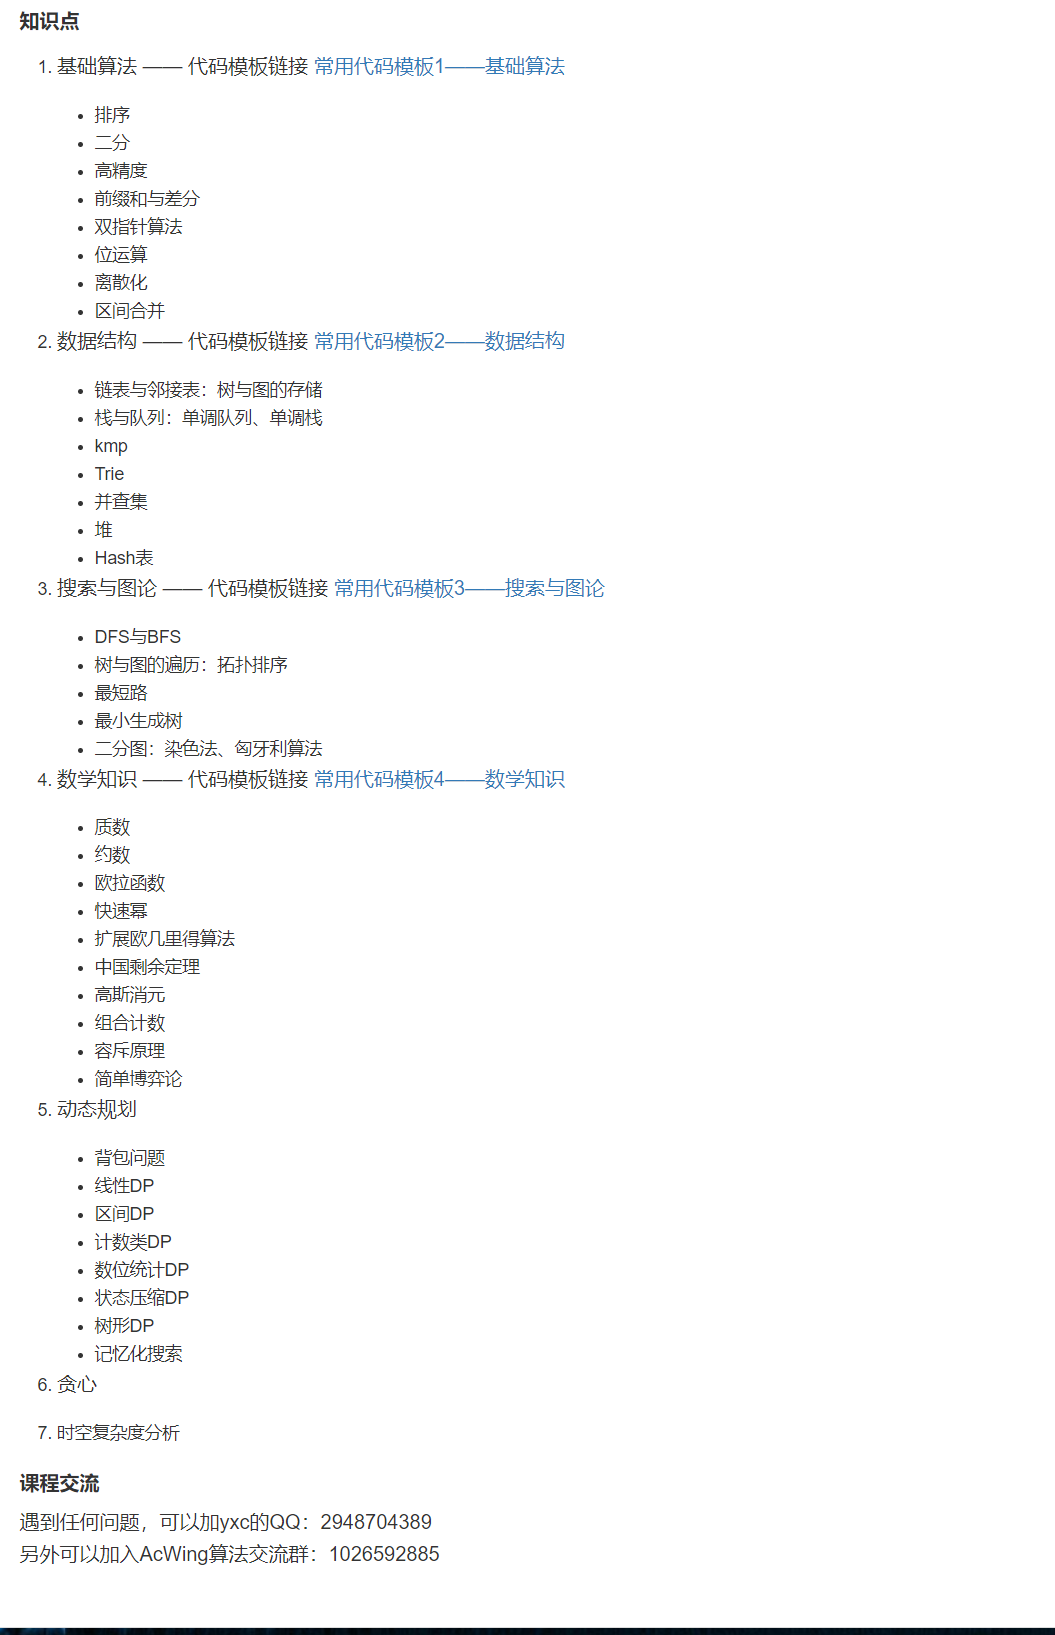 知识点
1. 基础算法 —— 代码模板链接 常用代码模板1——基础算法
• 排序
• 二分
• 高精度
• 前缀和与差分
• 双指针算法
• 位运算
• 离散化
• 区间合并
2. 数据结构 —— 代码模板链接 常用代码模板2——数据结构
• 链表与邻接表：树与图的存储
• 栈与队列：单调队列、单调栈
• kmp
• Trie
• 并查集
• 堆
• Hash表
3. 搜索与图论 —— 代码模板链接 常用代码模板3——搜索与图论
• DFS与BFS
• 树与图的遍历：拓扑排序
• 最短路
• 最小生成树
• 二分图：染色法、匈牙利算法
4. 数学知识 —— 代码模板链接 常用代码模板4——数学知识
• 质数
• 约数
• 欧拉函数
• 快速幂
• 扩展欧几里得算法
• 中国剩余定理
• 高斯消元
• 组合计数
• 容斥原理
• 简单博弈论
5. 动态规划
• 背包问题
• 线性DP
• 区间DP
• 计数类DP
• 数位统计DP
• 状态压缩DP
• 树形DP
• 记忆化搜索
6. 贪心
7. 时空复杂度分析
课程交流
遇到任何问题，可以加yxc的QQ：2948704389
另外可以加入AcWing算法交流群：1026592885